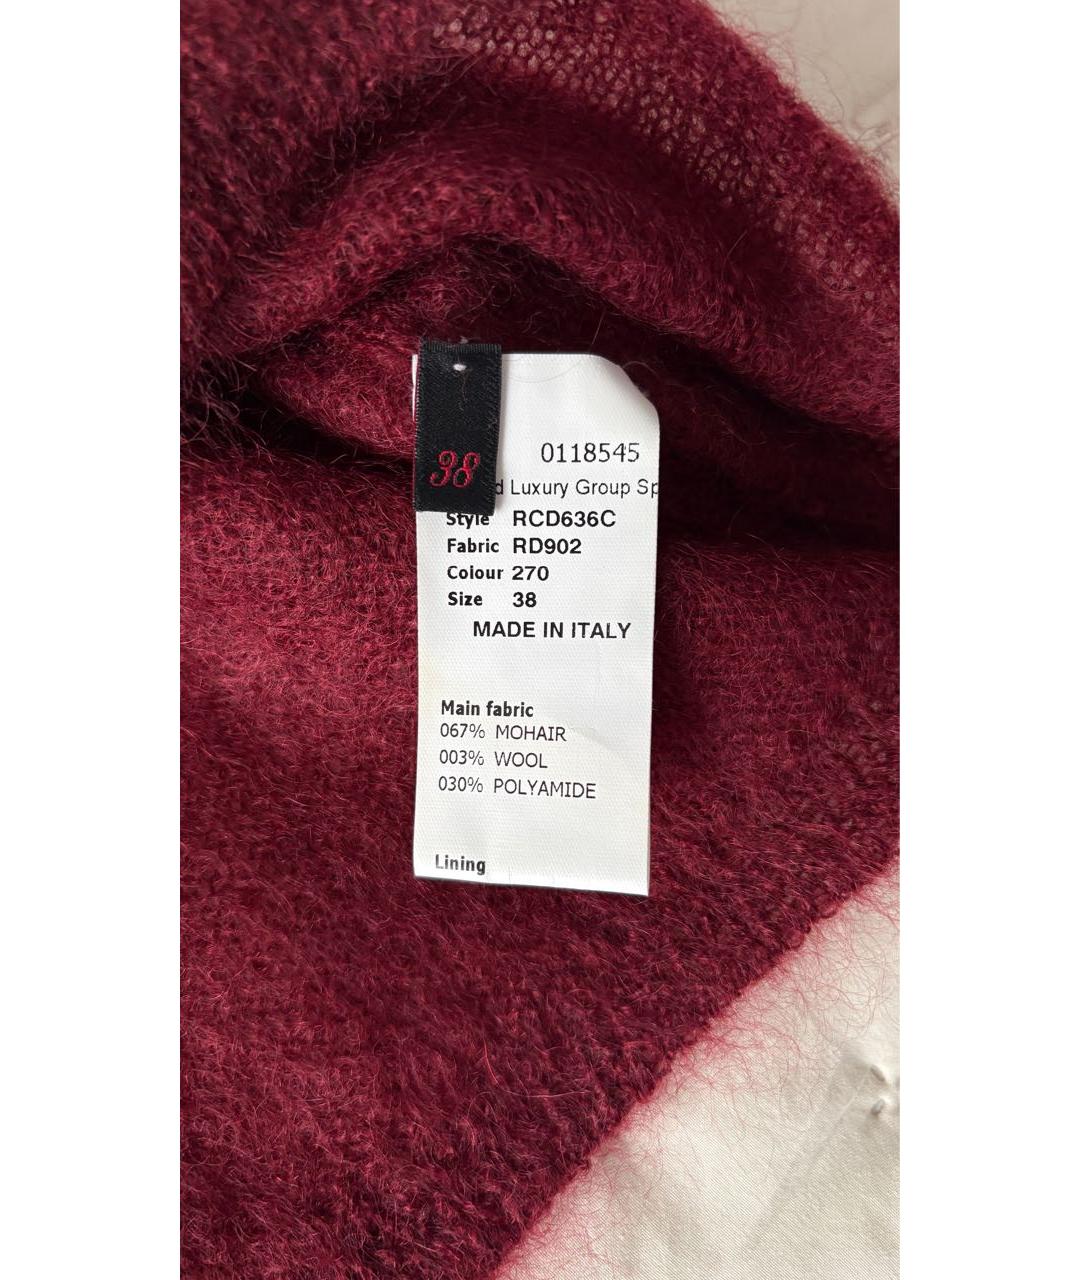 38
0118545
Luxury Group Sp
Style RCD636C
Fabric RD902
Colour 270
Size 38
MADE IN ITALY
Main fabric
067% MOHAIR
003% WOOL
030% POLYAMIDE
Lining